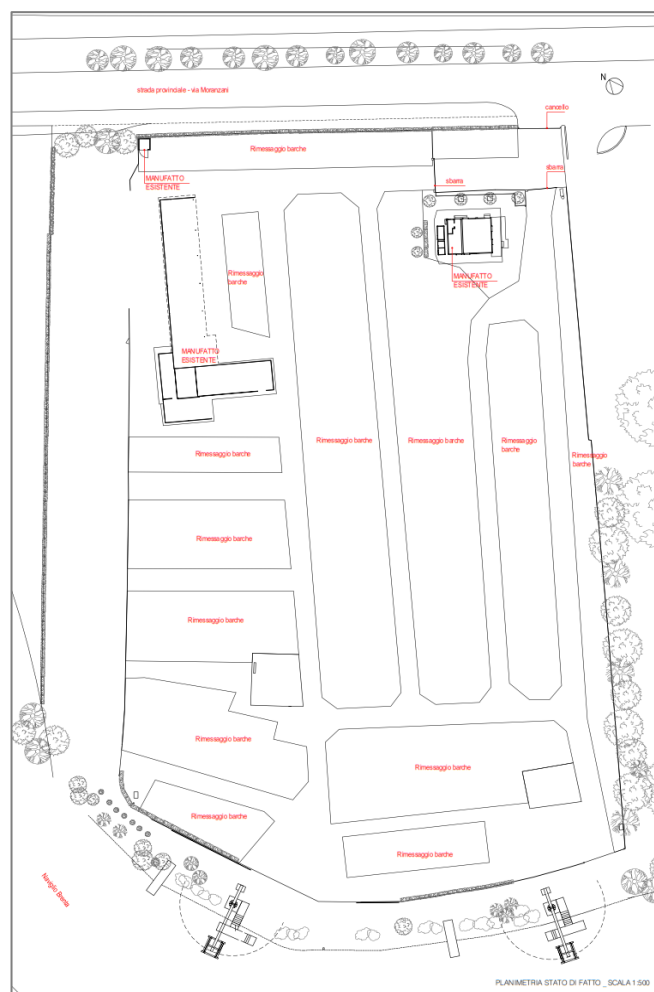 strada provinciale - via Moranzani
N
cancello
Rimessaggio barche
sbarra
sbarra
MANUFATTO
ESISTENTE
Rimessaggio
barche
MANUFATTO
ESISTENTE
MANUFATTO
ESISTENTE
Rimessaggio barche
Rimessaggio barche
Rimessaggio
barche
Rimessaggio barche
Rimessaggio
barche
Rimessaggio barche
Rimessaggio barche
Rimessaggio barche
Rimessaggio barche
Rimessaggio barche
Rimessaggio barche
Naviglio Brenta
PLANIMETRIA STATO DI FATTO _ SCALA 1:500